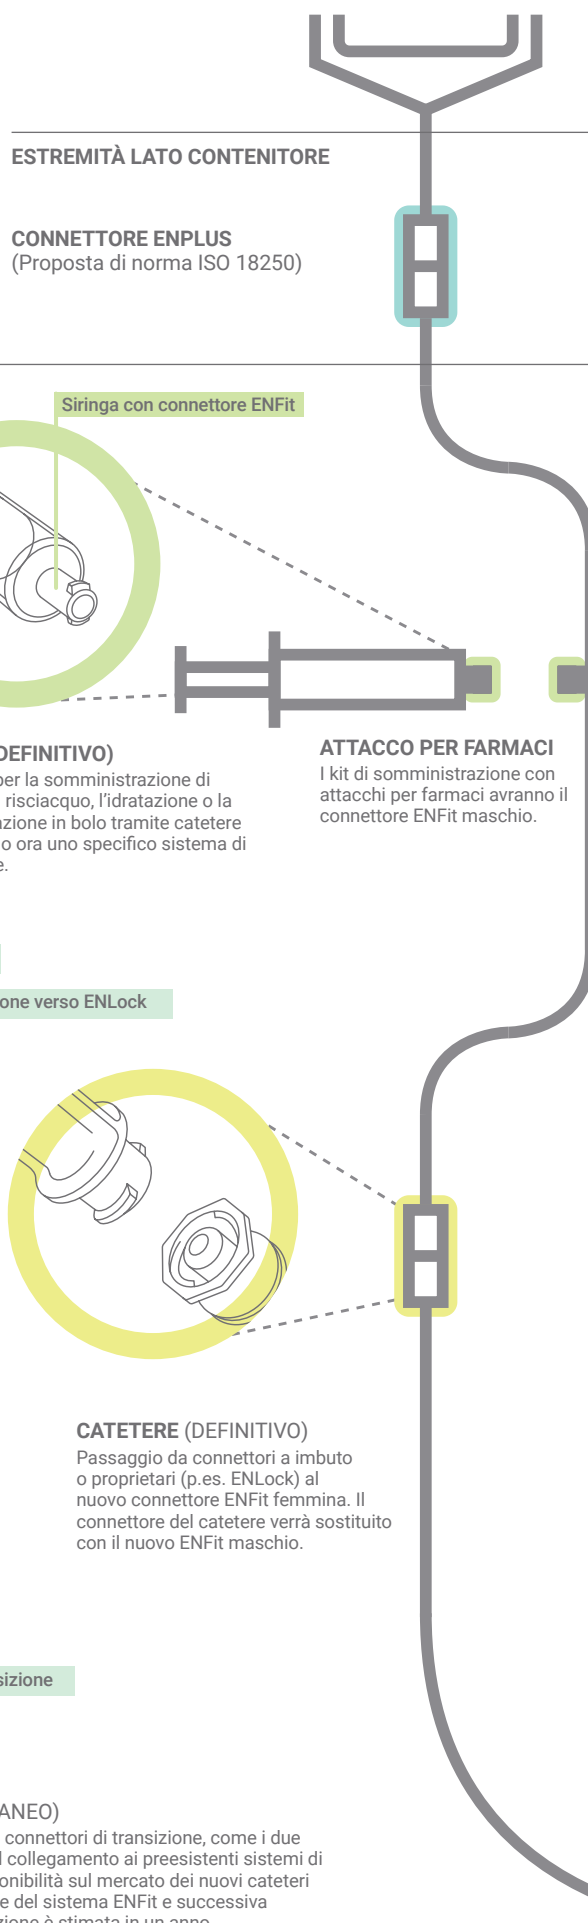 ESTREMITÀ LATO CONTENITORE
CONNETTORE ENPLUS
(Proposta di norma ISO 18250)
Siringa con connettore ENFit
DEFINITIVO)
per la somministrazione di
risciacquo, l'idratazione o la
azione in bolo tramite catetere
o ora uno specifico sistema di
e.
ATTACCO PER FARMACI
I kit di somministrazione con
attacchi per farmaci avranno il
connettore ENFit maschio.
one verso ENLock
CATETERE (DEFINITIVO)
Passaggio da connettori a imbuto
o proprietari (p.es. ENLock) al
nuovo connettore ENFit femmina. Il
connettore del catetere verrà sostituito
con il nuovo ENFit maschio.
sizione
ANEO)
connettori di transizione, come i due
l collegamento ai preesistenti sistemi di
onibilità sul mercato dei nuovi cateteri
e del sistema ENFit e successiva
zione è stimata in un anno